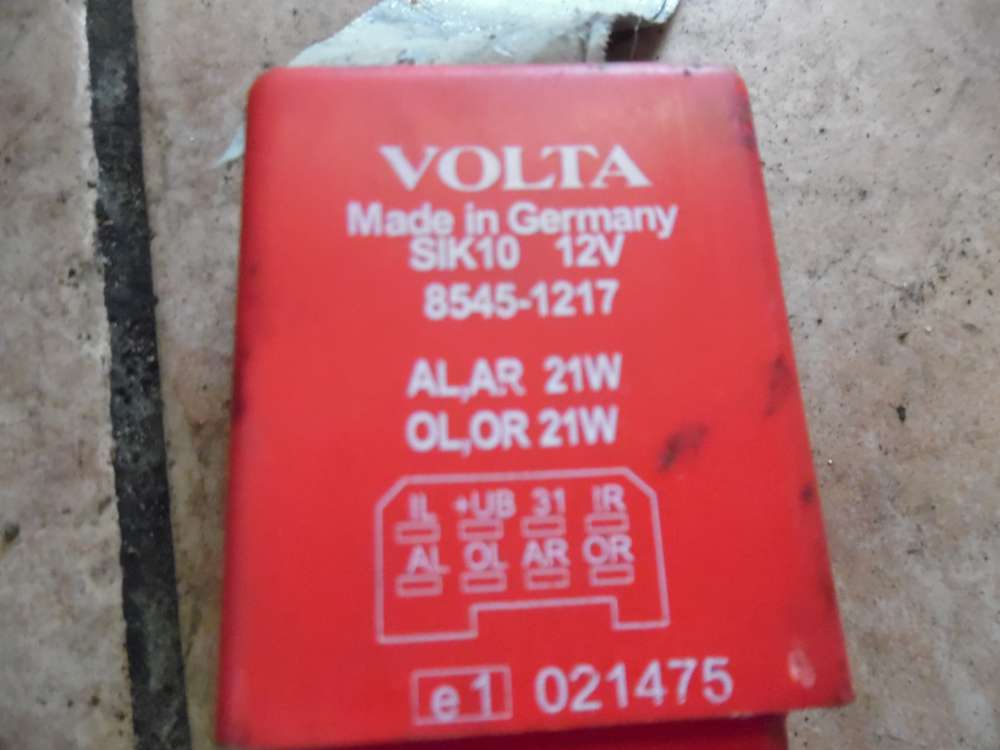 VOLTA
Made in Germany
SIK10 12V
8545-1217
AL,AR 21W
OL,OR 21W
IL +UB 31 IR
AL OL AR OR
e1 021475